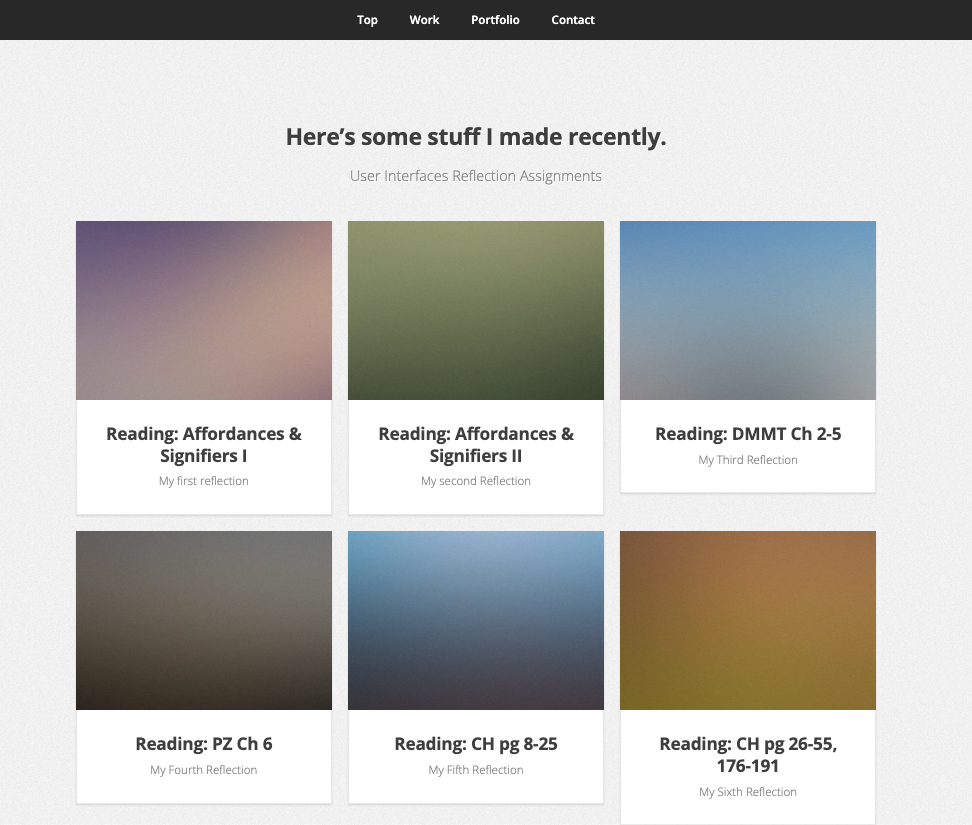 Top Work Portfolio Contact
Here's some stuff I made recently.
User Interfaces Reflection Assignments
Reading: Affordances &
Signifiers I
My first reflection
Reading: Affordances &
Signifiers II
My second Reflection
Reading: DMMT Ch 2-5
My Third Reflection
Reading: PZ Ch 6
My Fourth Reflection
Reading: CH pg 8-25
My Fifth Reflection
Reading: CH pg 26-55,
176-191
My Sixth Reflection